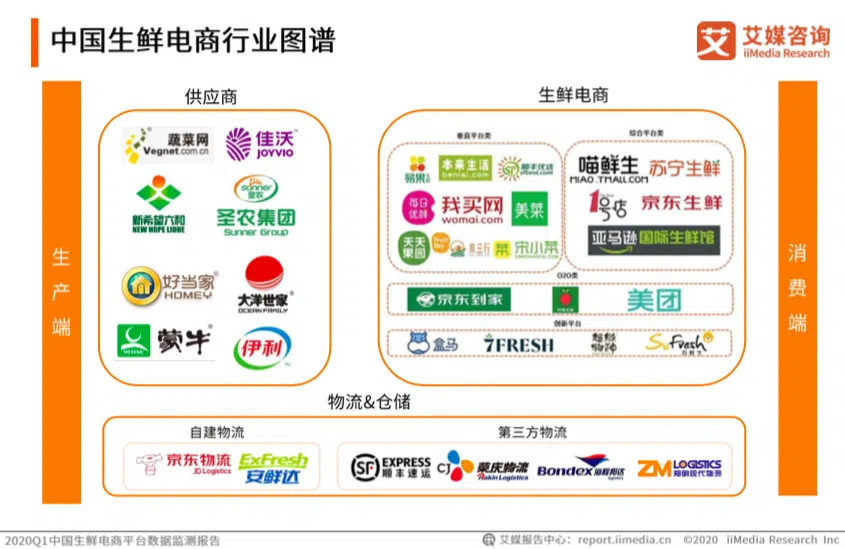 中国生鲜电商行业图谱
艾 艾媒咨询
iiMedia Research
供应商
生鲜电商
生产端
消费端
蔬菜网
Vegnet.com.cn
佳沃
JOYVIO
新希望六和
NEW HOPE LIUHE
Sunner
圣农
圣农集团
Sunner Group
好当家
HOMEY
大洋世家
OCEAN FAMILY
蒙牛
伊利
垂直平台类
易果
本来生活
benlai.com
顺丰优选
sfbest.com
每日优鲜
我买网
womai.com
美菜
天天果园
宋小菜
综合平台类
喵鲜生
MIAO.TMALL.COM
苏宁生鲜
1号店
京东生鲜
亚马逊国际生鲜馆
O2O类
京东到家
美团
创新平台
盒马
7FRESH
超级物种
SuFresh
物流&仓储
自建物流
京东物流
JD Logistics
ExFresh
安鲜达
第三方物流
SF EXPRESS
顺丰速运
CJ 荣庆物流
Rokin Logistics
Bondex 海程邦达
logistics
ZM LOGISTICS
郑明现代物流
2020Q1中国生鲜电商平台数据监测报告
艾媒报告中心：report.iimedia.cn ©2020 iiMedia Research Inc